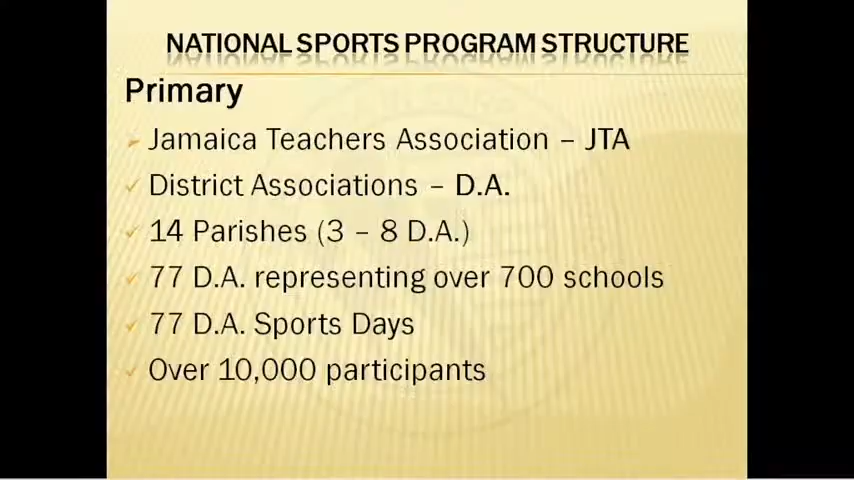 NATIONAL SPORTS PROGRAM STRUCTURE
Primary
Jamaica Teachers Association – JTA
District Associations – D.A.
14 Parishes (3 – 8 D.A.)
77 D.A. representing over 700 schools
77 D.A. Sports Days
Over 10,000 participants